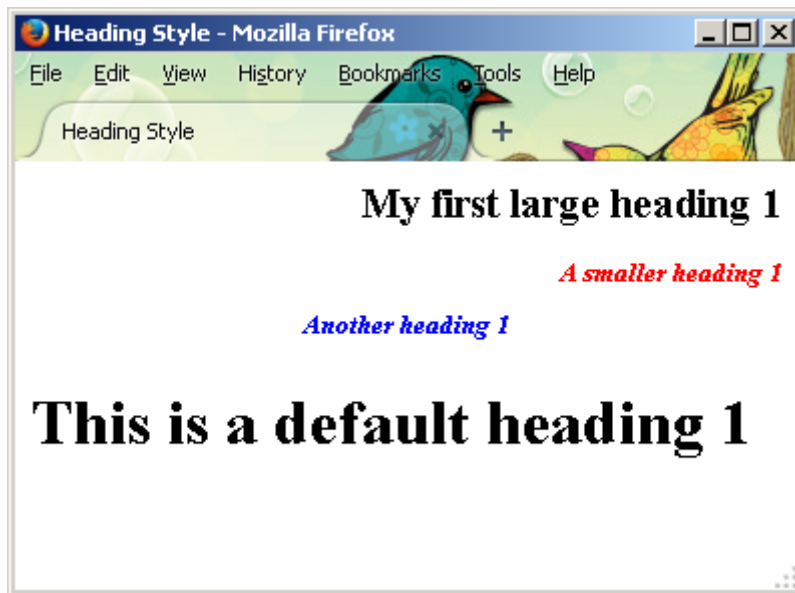 Heading Style - Mozilla Firefox
File Edit View History Bookmarks Tools Help
Heading Style
My first large heading 1
A smaller heading 1
Another heading 1
This is a default heading 1